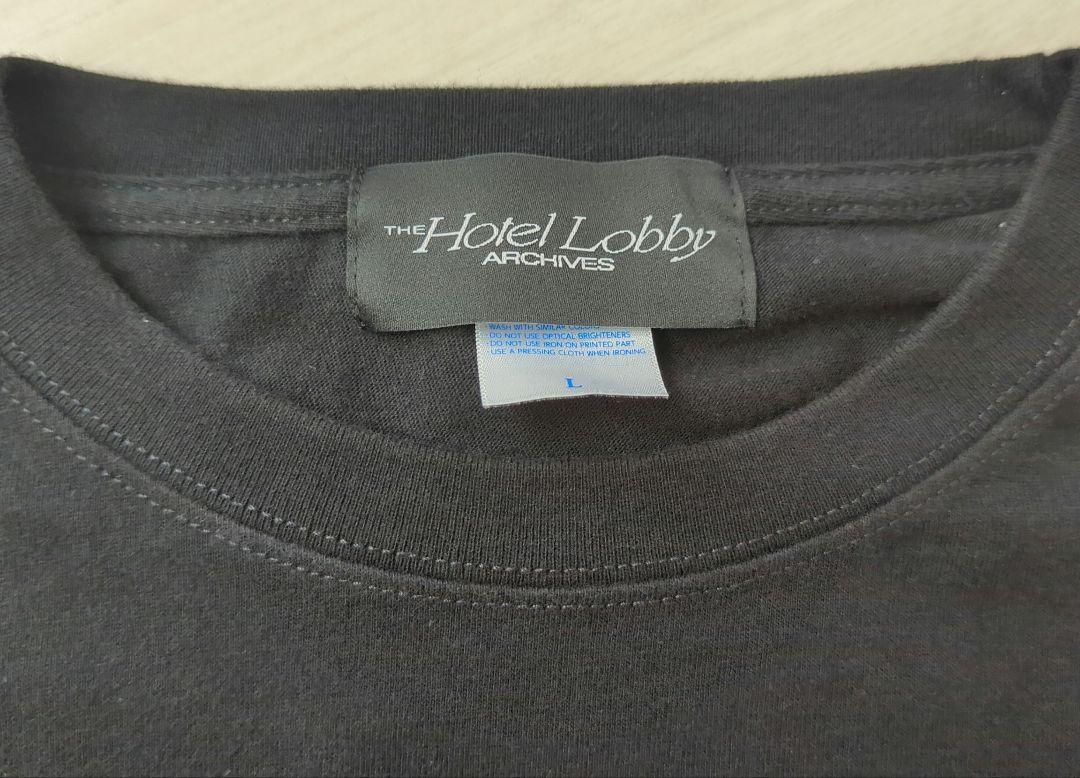 THE Hotel Lobby
ARCHIVES
WASH WITH SIMILAR COLORS
·DO NOT USE OPTICAL BRIGHTENERS
·DO NOT USE IRON ON PRINTED PART
USE A PRESSING CLOTH WHEN IRONING
L